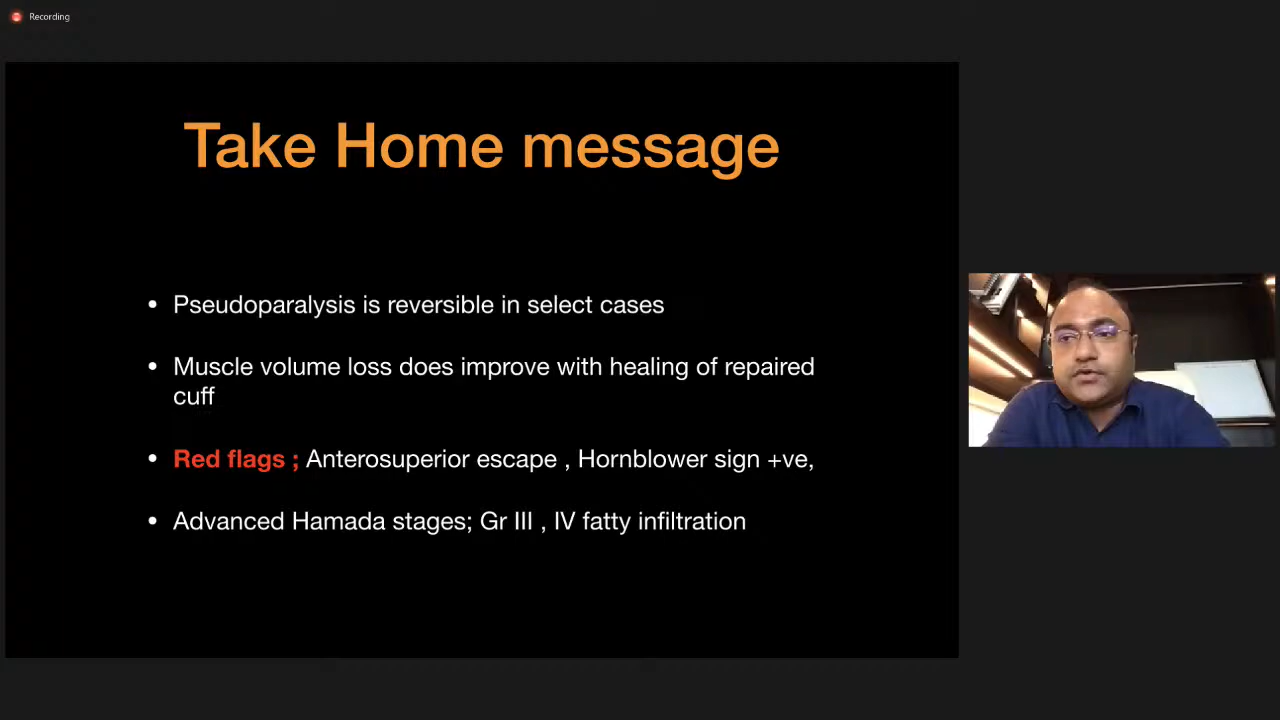 Recording
Take Home message
• Pseudoparalysis is reversible in select cases
• Muscle volume loss does improve with healing of repaired
cuff
• Red flags ; Anterosuperior escape , Hornblower sign +ve,
• Advanced Hamada stages; Gr III , IV fatty infiltration